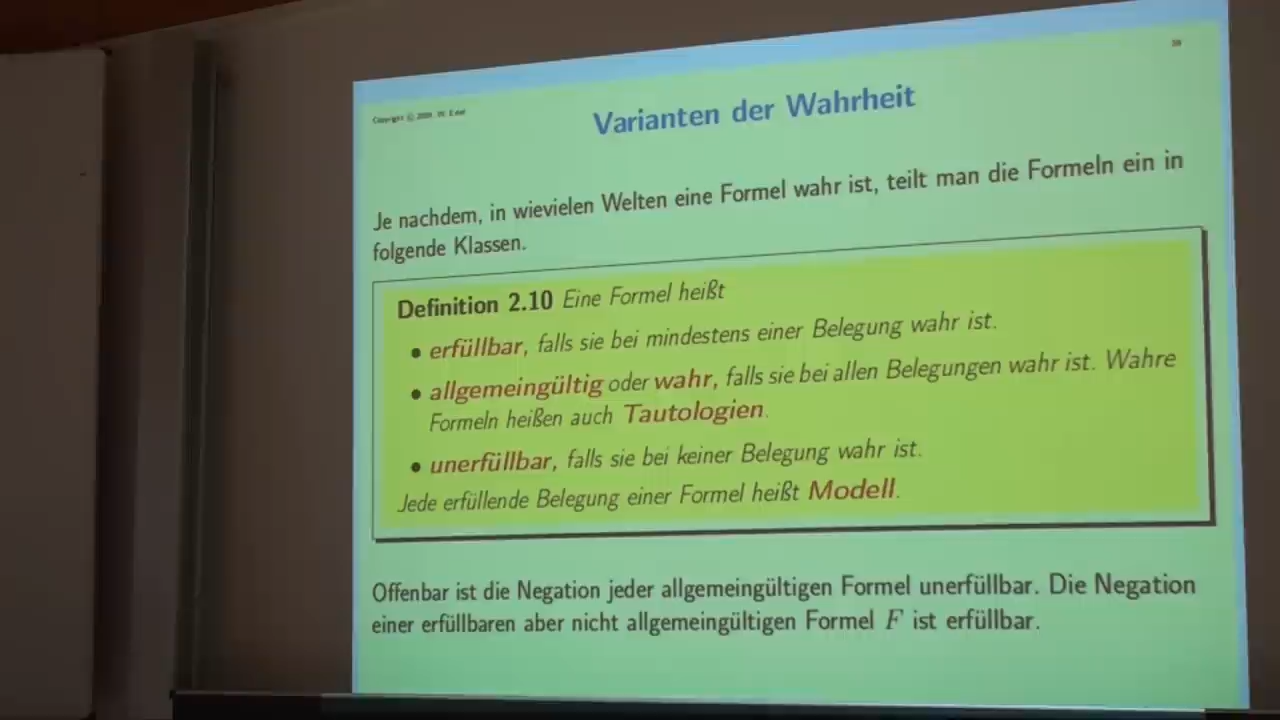 Copyright © 2009, W. Ertel
Varianten der Wahrheit
Je nachdem, in wievielen Welten eine Formel wahr ist, teilt man die Formeln ein in
folgende Klassen.
Definition 2.10 Eine Formel heißt
• erfüllbar, falls sie bei mindestens einer Belegung wahr ist.
• allgemeingültig oder wahr, falls sie bei allen Belegungen wahr ist. Wahre
Formeln heißen auch Tautologien.
• unerfüllbar, falls sie bei keiner Belegung wahr ist.
Jede erfüllende Belegung einer Formel heißt Modell.
Offenbar ist die Negation jeder allgemeingültigen Formel unerfüllbar. Die Negation
einer erfüllbaren aber nicht allgemeingültigen Formel F ist erfüllbar.